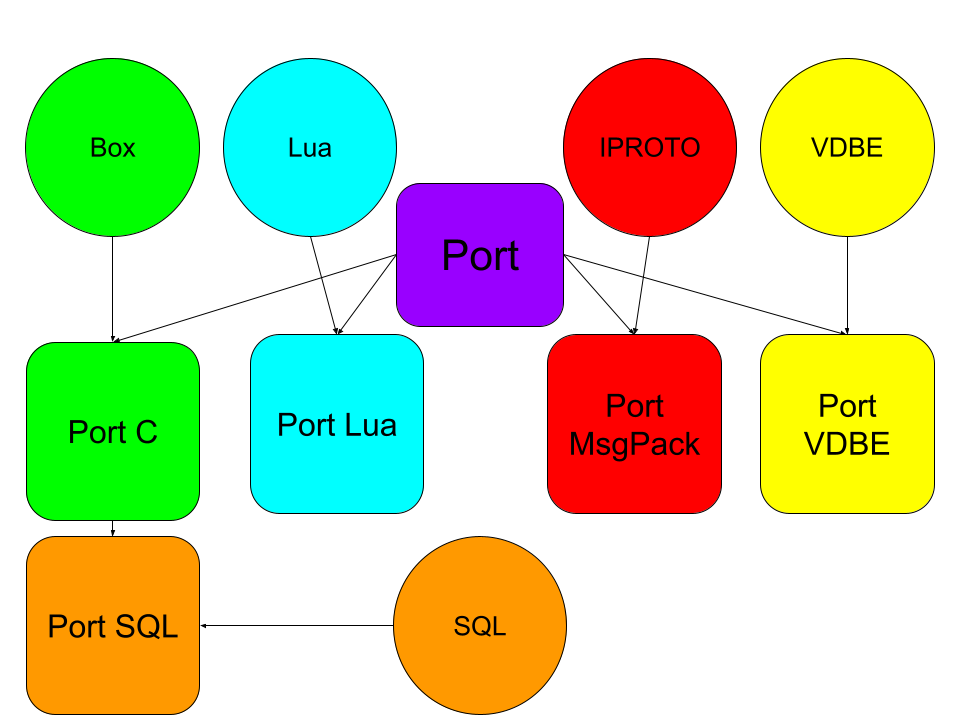 Box
Lua
IPROTO
VDBE
Port
Port C
Port Lua
Port
MsgPack
Port
VDBE
Port SQL
SQL